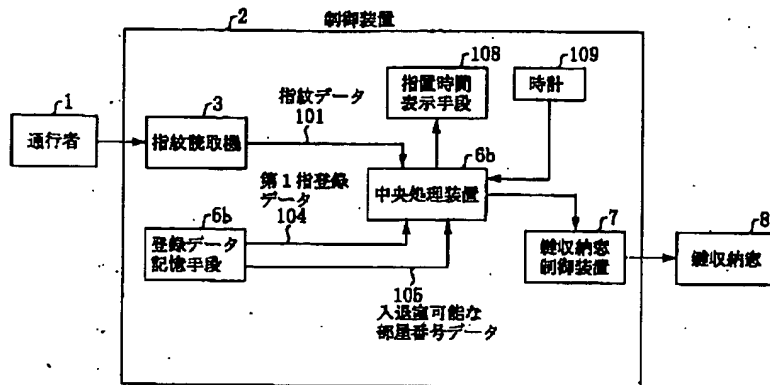 2
制御装置
108
指置時間
表示手段
109
時計
1
通行者
3
指紋読取機
指紋データ
101
6b
中央処理装置
第1指登録
データ
104
6b
登録データ
記憶手段
105
入退室可能な
部屋番号データ
7
鍵収納窓
制御装置
8
鍵収納窓